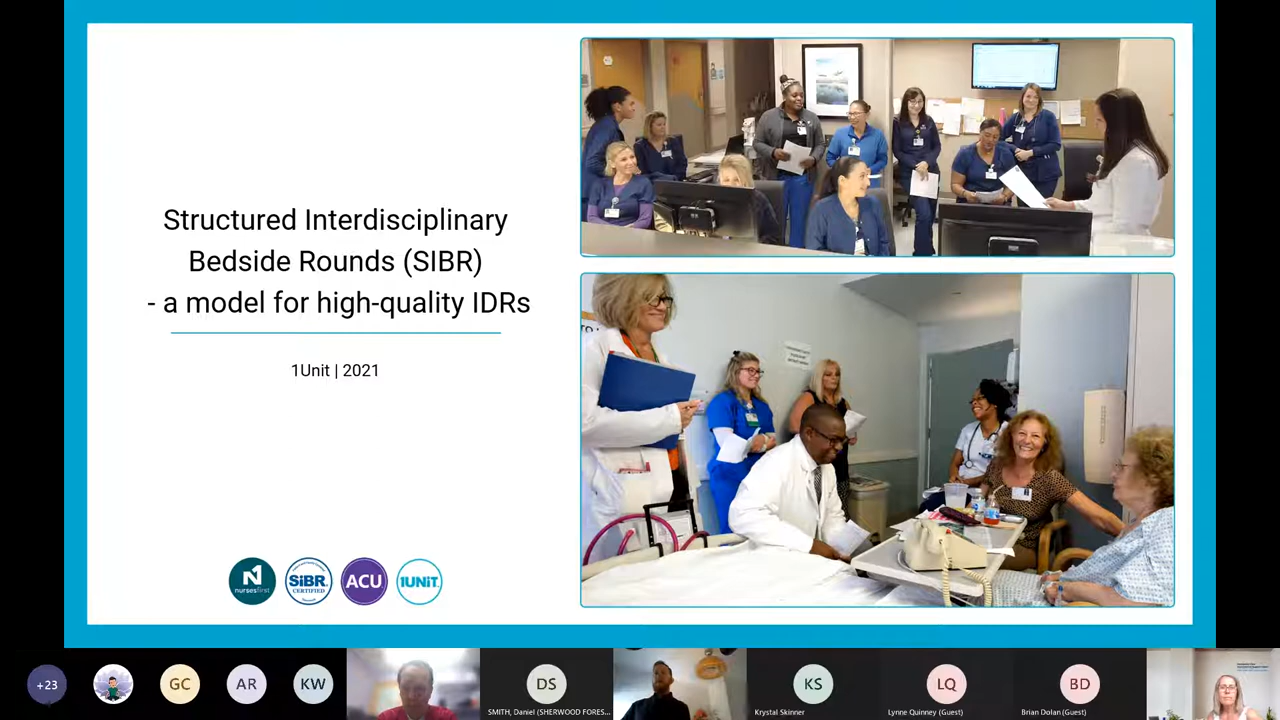 Structured Interdisciplinary
Bedside Rounds (SIBR)
- a model for high-quality IDRs
1Unit | 2021
N
nursesfirst
SiBR
CERTIFIED
ACU
1UNiT
+23
GC
AR
KW
DS
SMITH, Daniel (SHERWOOD FORES...
KS
Krystal Skinner
LQ
Lynne Quinney (Guest)
BD
Brian Dolan (Guest)